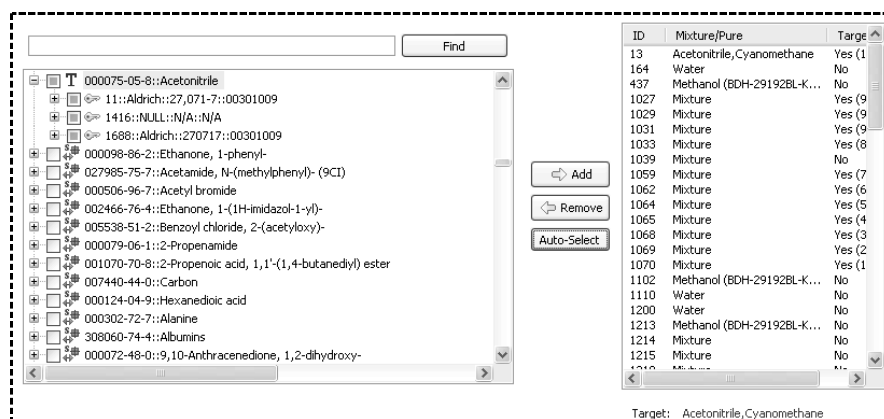 Find
T 000075-05-8::Acetonitrile
11::Aldrich::27,071-7::00301009
1416::NULL::N/A::N/A
1688::Aldrich::270717::00301009
000098-86-2::Ethanone, 1-phenyl-
027985-75-7::Acetamide, N-(methylphenyl)- (9CI)
000506-96-7::Acetyl bromide
002466-76-4::Ethanone, 1-(1H-imidazol-1-yl)-
005538-51-2::Benzoyl chloride, 2-(acetyloxy)-
000079-06-1::2-Propenamide
001070-70-8::2-Propenoic acid, 1,1'-(1,4-butanediyl) ester
007440-44-0::Carbon
000124-04-9::Hexanedioic acid
000302-72-7::Alanine
308060-74-4::Albumins
000072-48-0::9,10-Anthracenedione, 1,2-dihydroxy-
Add
Remove
Auto-Select
ID Mixture/Pure Targe
13 Acetonitrile,Cyanomethane Yes (1
164 Water No
437 Methanol (BDH-29192BL-K... No
1027 Mixture Yes (9
1029 Mixture Yes (9
1031 Mixture Yes (9
1033 Mixture Yes (8
1039 Mixture No
1059 Mixture Yes (7
1062 Mixture Yes (6
1064 Mixture Yes (5
1065 Mixture Yes (4
1068 Mixture Yes (3
1069 Mixture Yes (2
1070 Mixture Yes (1
1102 Methanol (BDH-29192BL-K... No
1110 Water No
1200 Water No
1213 Methanol (BDH-29192BL-K... No
1214 Mixture No
1215 Mixture No
Target: Acetonitrile,Cyanomethane